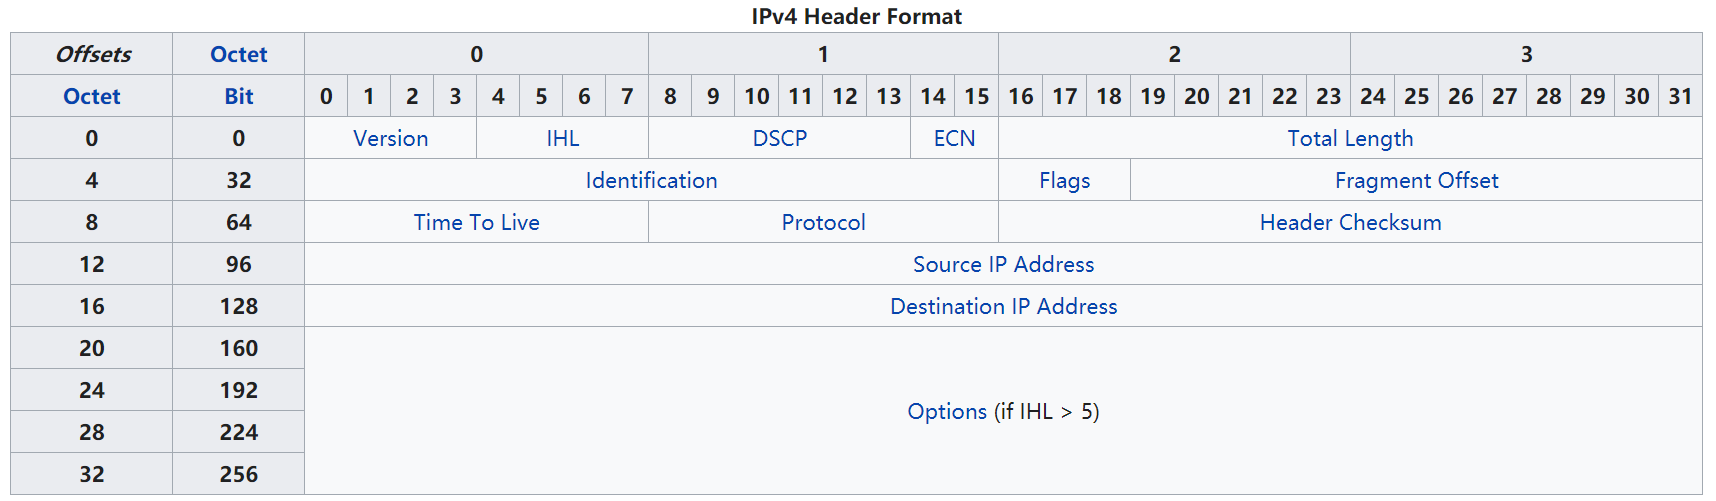 IPv4 Header Format
Offsets Octet 0 1 2 3
Octet Bit 0 1 2 3 4 5 6 7 8 9 10 11 12 13 14 15 16 17 18 19 20 21 22 23 24 25 26 27 28 29 30 31
0 0 Version IHL DSCP ECN Total Length
4 32 Identification Flags Fragment Offset
8 64 Time To Live Protocol Header Checksum
12 96 Source IP Address
16 128 Destination IP Address
20 160
24 192
Options (if IHL > 5)
28 224
32 256